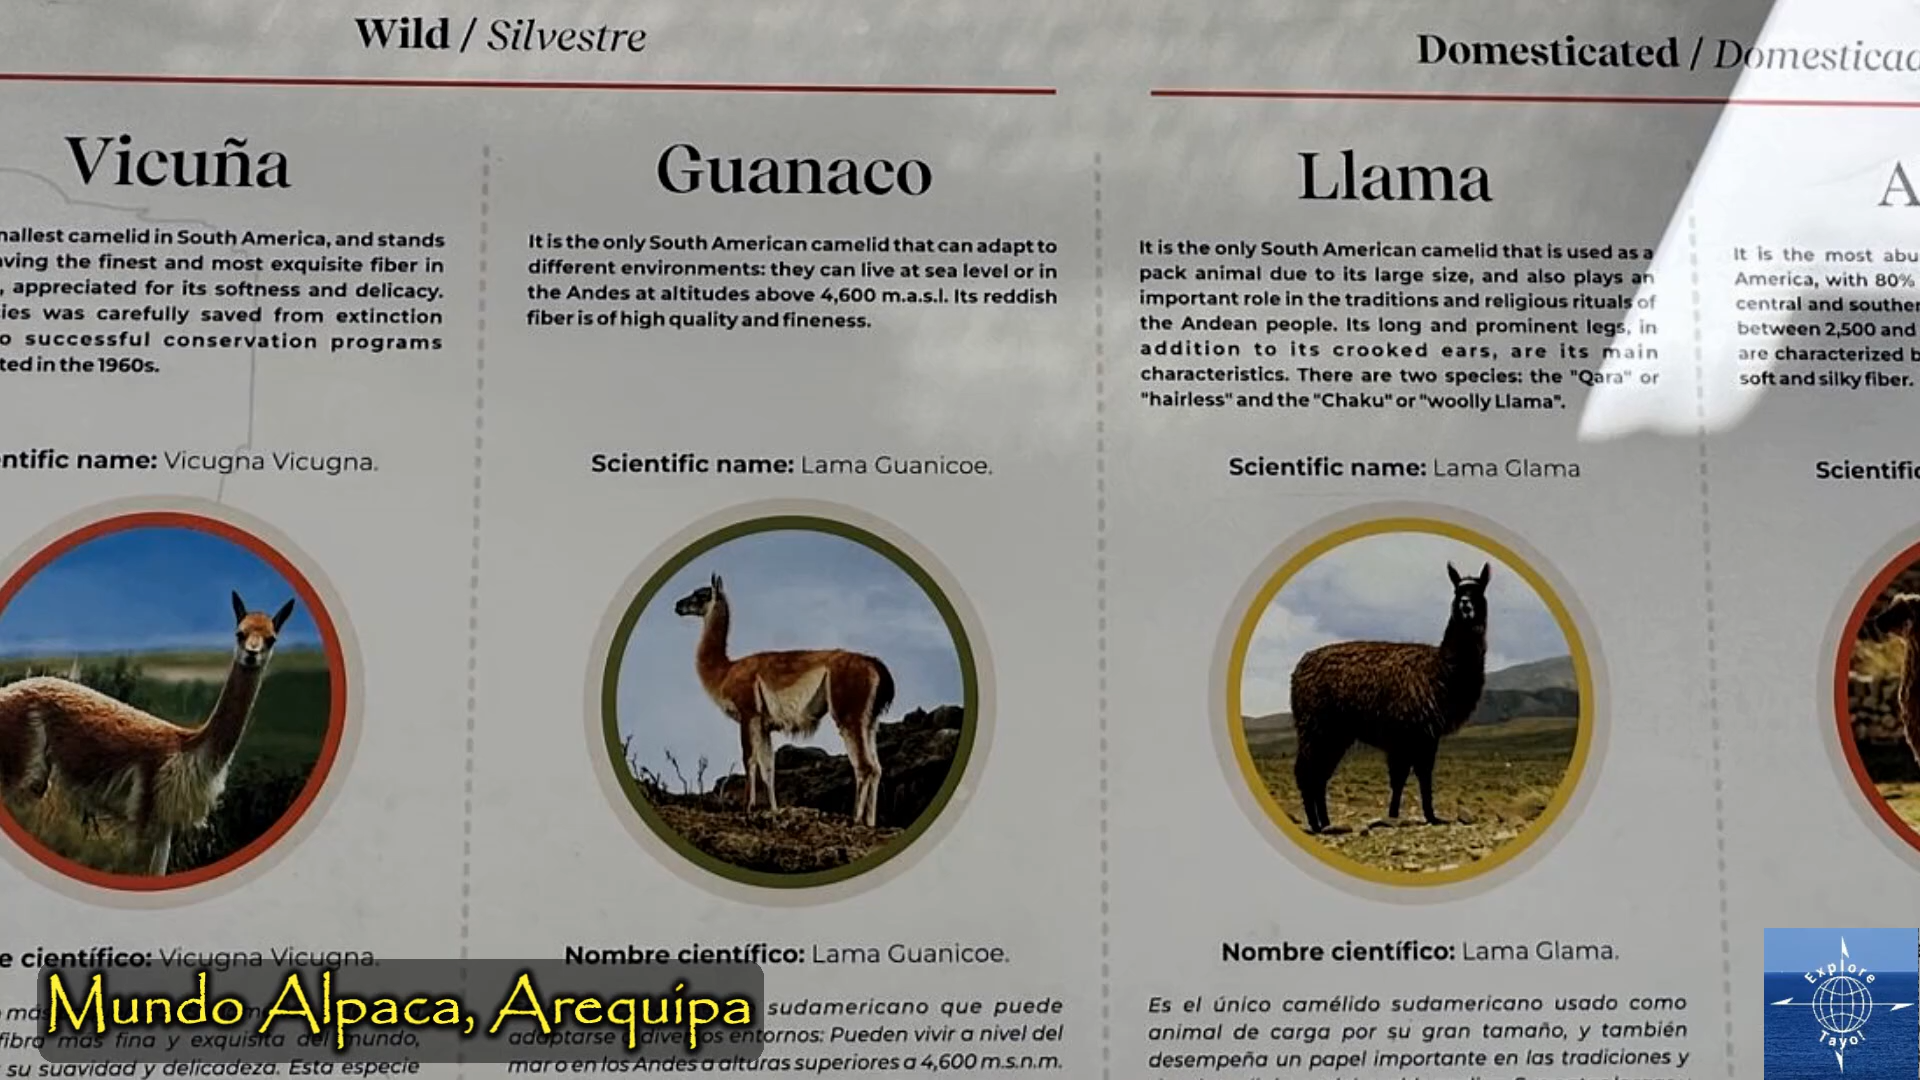 Wild / Silvestre
Domesticated / Domesticad
Vicuña
mallest camelid in South America, and stands
aving the finest and most exquisite fiber in
, appreciated for its softness and delicacy.
ies was carefully saved from extinction
o successful conservation programs
ted in the 1960s.
entific name: Vicugna Vicugna.
e científico: Vicugna Vicugna.
más
fibra más fina y exquisita del mundo,
su suavidad y delicadeza. Esta especie
Guanaco
It is the only South American camelid that can adapt to
different environments: they can live at sea level or in
the Andes at altitudes above 4,600 m.a.s.l. Its reddish
fiber is of high quality and fineness.
Scientific name: Lama Guanicoe.
Nombre científico: Lama Guanicoe.
sudamericano que puede
adaptarse a diversos entornos: Pueden vivir a nivel del
mar o en los Andes a alturas superiores a 4,600 m.s.n.m.
Llama
It is the only South American camelid that is used as a
pack animal due to its large size, and also plays an
important role in the traditions and religious rituals of
the Andean people. Its long and prominent legs, in
addition to its crooked ears, are its main
characteristics. There are two species: the "Qara" or
"hairless" and the "Chaku" or "woolly Llama".
Scientific name: Lama Glama
Nombre científico: Lama Glama.
Es el único camélido sudamericano usado como
animal de carga por su gran tamaño, y también
desempeña un papel importante en las tradiciones y
A
It is the most abu
America, with 80%
central and souther
between 2,500 and
are characterized b
soft and silky fiber.
Scientific
Mundo Alpaca, Arequipa
Explore
Tayo!